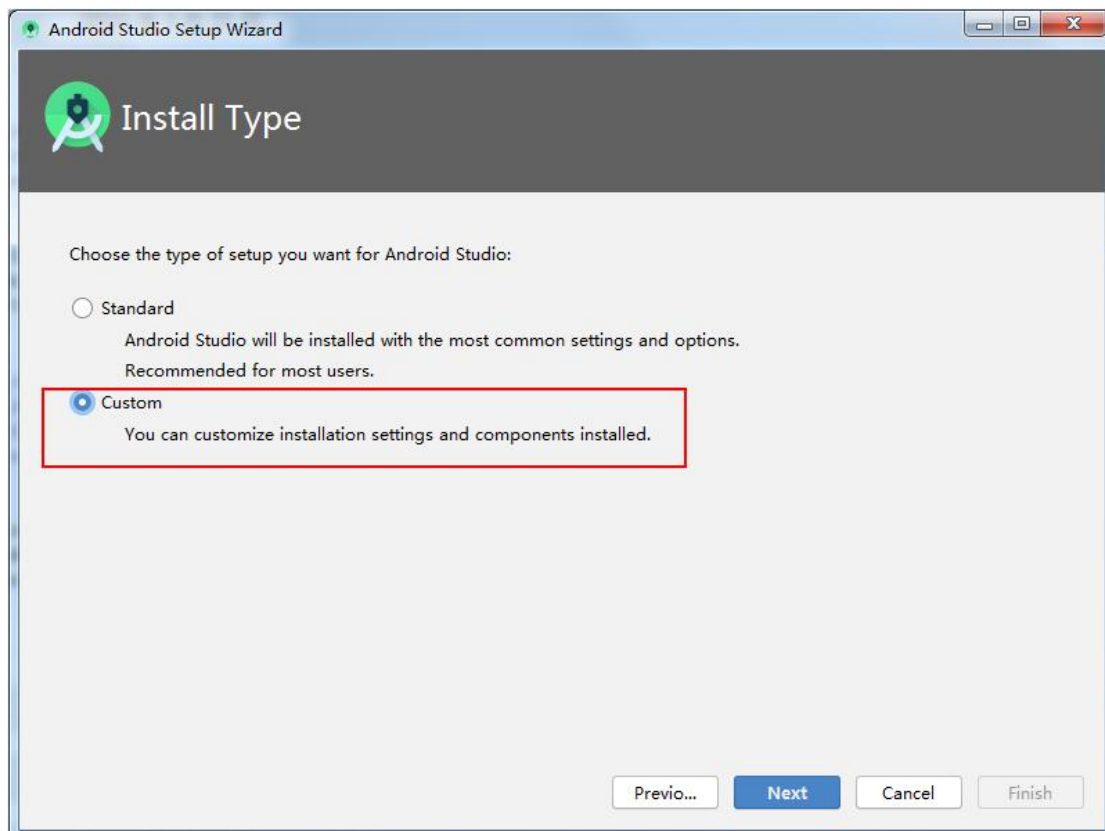 Android Studio Setup Wizard
Install Type
Choose the type of setup you want for Android Studio:
Standard
Android Studio will be installed with the most common settings and options.
Recommended for most users.
Custom
You can customize installation settings and components installed.
Previo... Next Cancel Finish